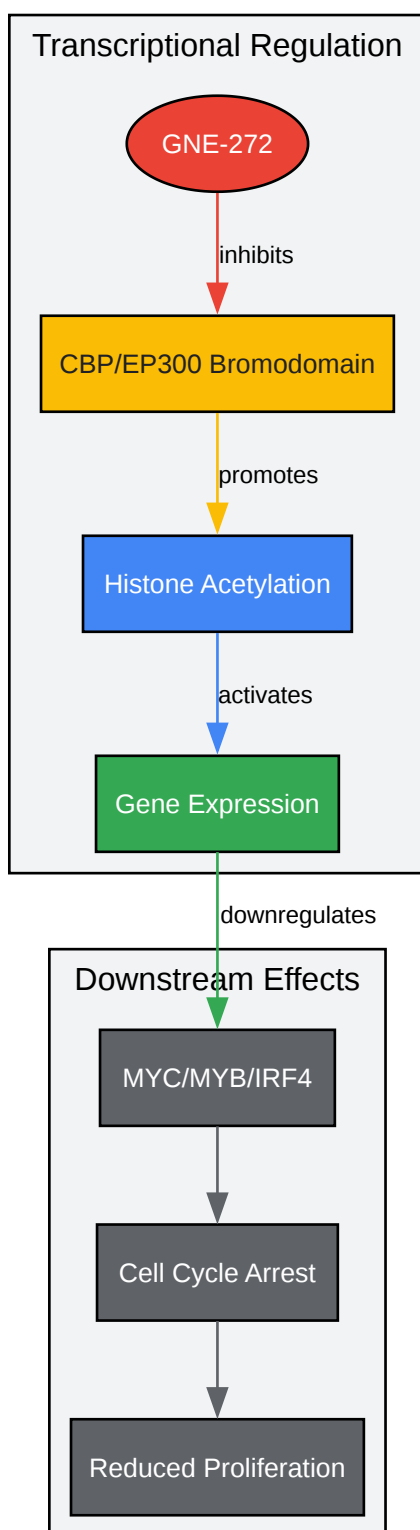 Transcriptional Regulation
GNE-272
inhibits
CBP/EP300 Bromodomain
promotes
Histone Acetylation
activates
Gene Expression
downregulates
Downstream Effects
MYC/MYB/IRF4
Cell Cycle Arrest
Reduced Proliferation